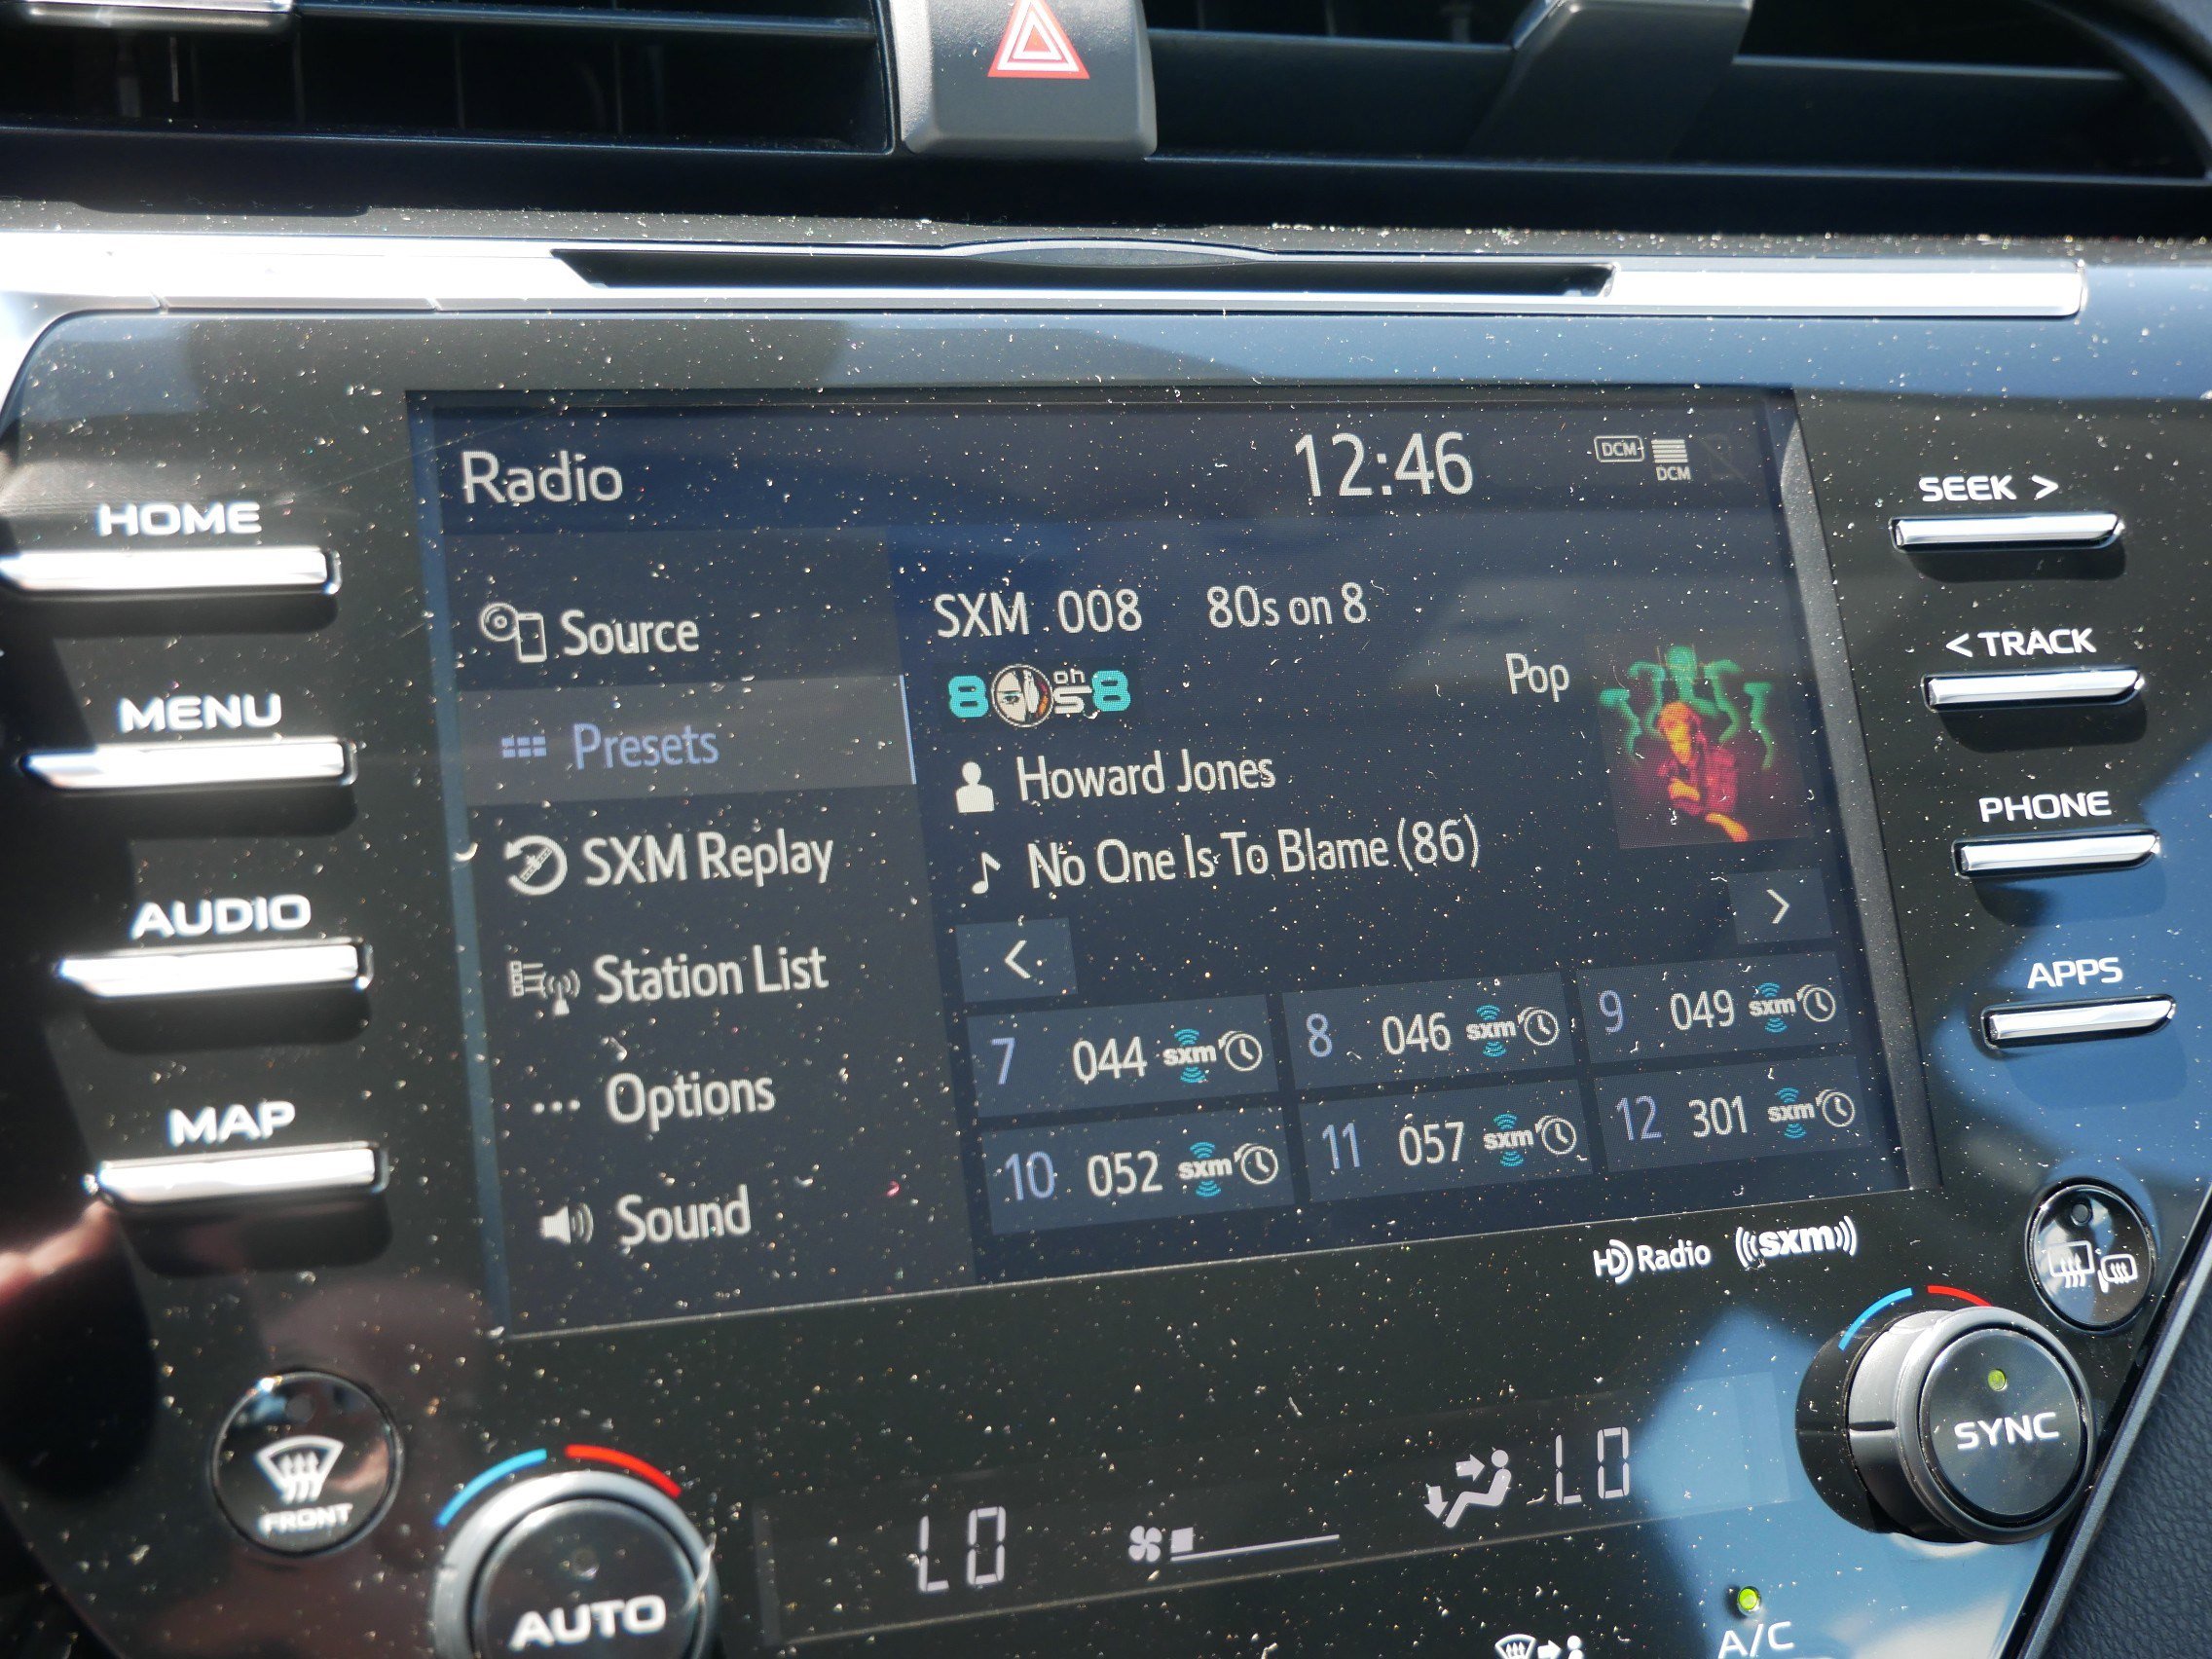 Radio
12:46
DCM
DCM
HOME
MENU
AUDIO
MAP
Source
Presets
SXM Replay
Station List
Options
Sound
SXM 008 80s on 8
80s oh 8
Pop
Howard Jones
No One Is To Blame (86)
<
>
7 044 sxm
8 046 sxm
9 049 sxm
10 052 sxm
11 057 sxm
12 301 sxm
SEEK >
< TRACK
PHONE
APPS
HD Radio
((sxm))
FRONT
AUTO
LO
LO
SYNC
A/C